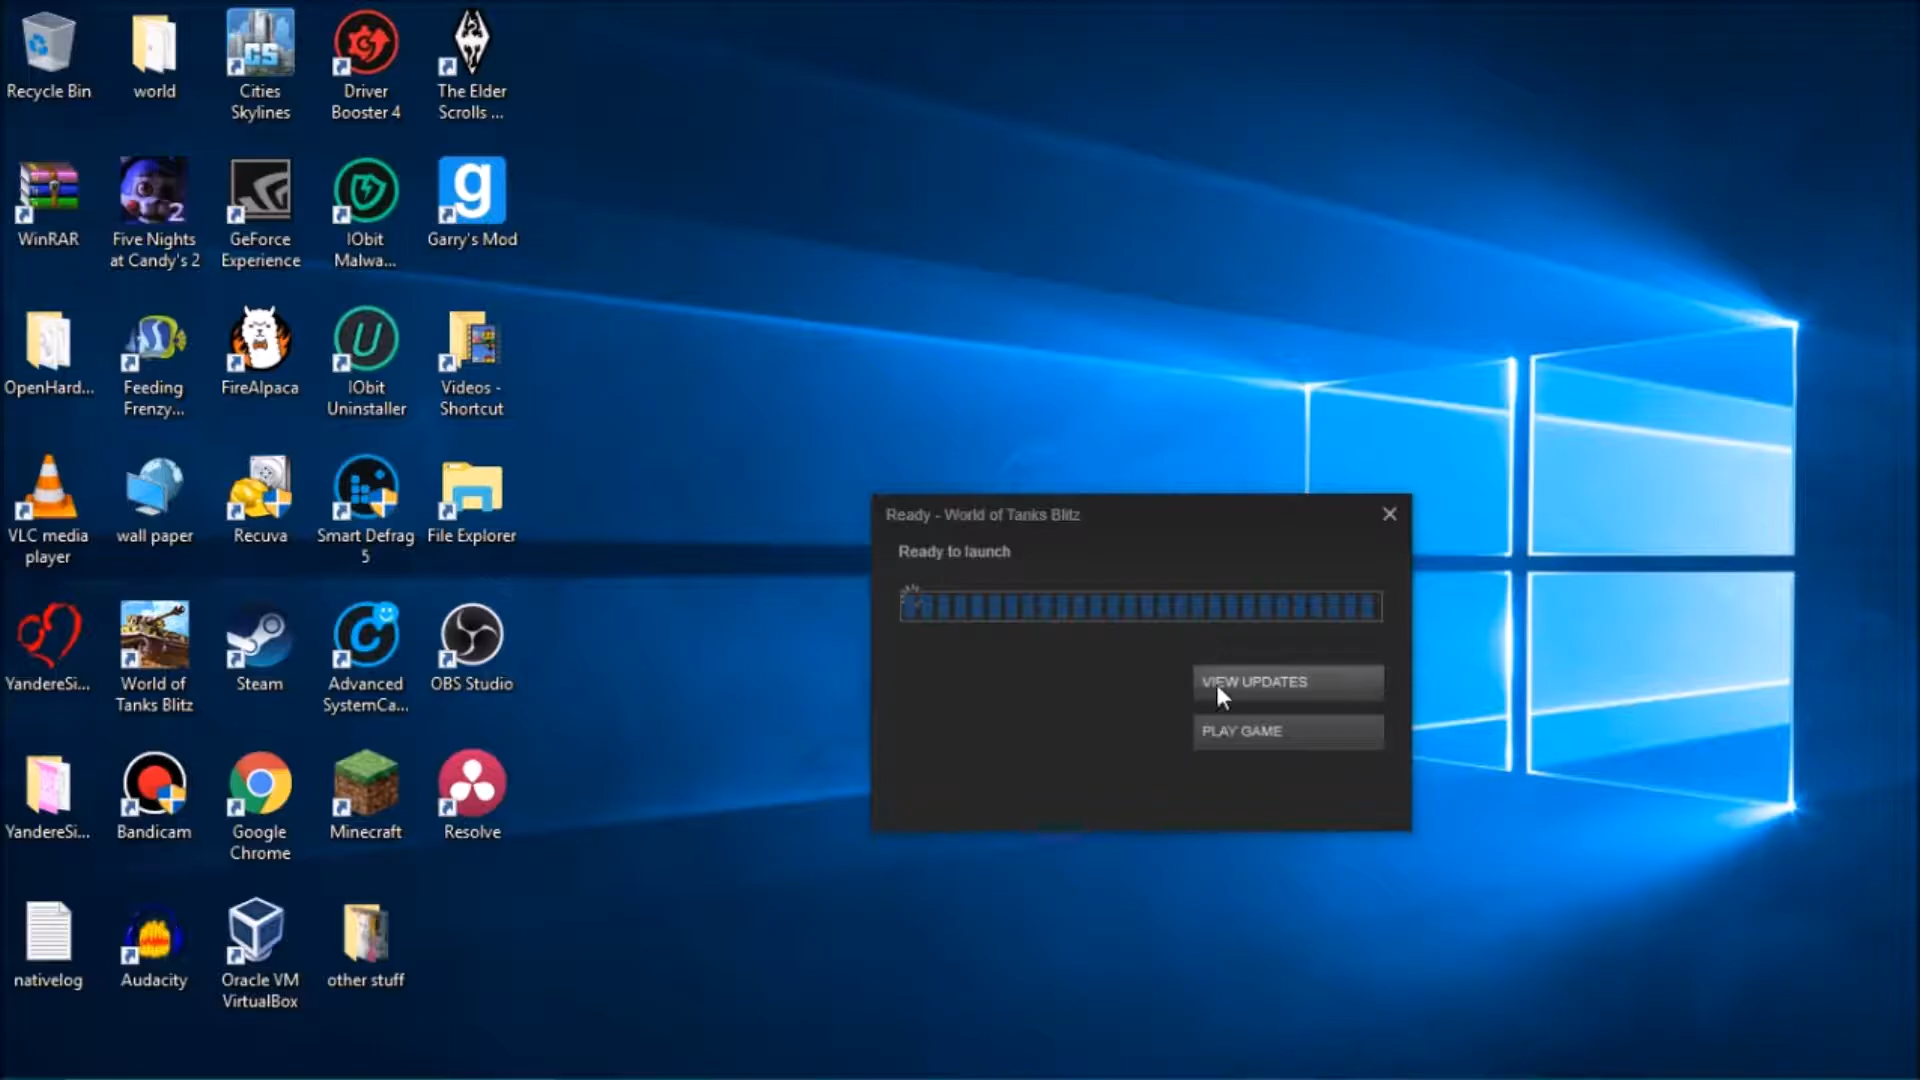 Recycle Bin
world
Cities
Skylines
CS
Driver
Booster 4
The Elder
Scrolls ...
WinRAR
2
Five Nights
at Candy's 2
GeForce
Experience
IObit
Malwa...
g
Garry's Mod
OpenHard...
Feeding
Frenzy...
FireAlpaca
U
IObit
Uninstaller
Videos -
Shortcut
VLC media
player
wall paper
Recuva
Smart Defrag
5
File Explorer
YandereSi...
World of
Tanks Blitz
Steam
C
Advanced
SystemCa...
OBS Studio
YandereSi...
Bandicam
Google
Chrome
Minecraft
Resolve
nativelog
Audacity
Oracle VM
VirtualBox
other stuff
Ready - World of Tanks Blitz
Ready to launch
VIEW UPDATES
PLAY GAME